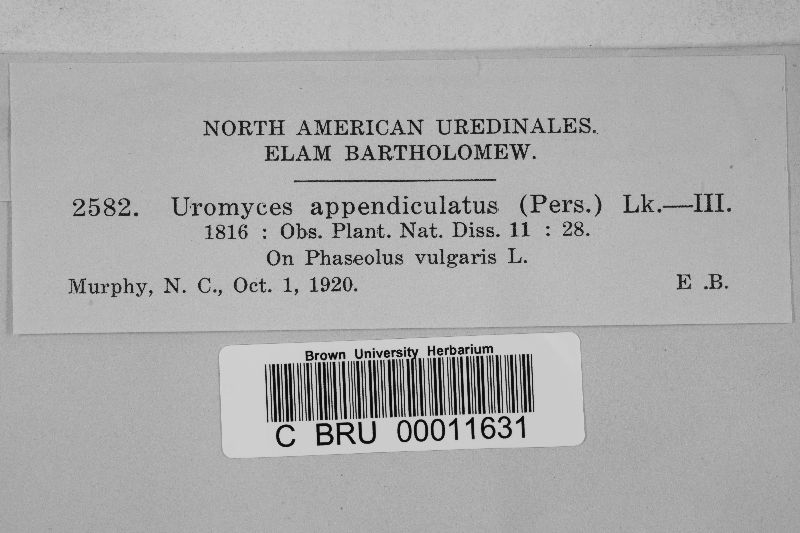 NORTH AMERICAN UREDINALES.
ELAM BARTHOLOMEW.
2582. Uromyces appendiculatus (Pers.) Lk.—III.
1816 : Obs. Plant. Nat. Diss. 11 : 28.
On Phaseolus vulgaris L.
Murphy, N. C., Oct. 1, 1920. E .B.
Brown University Herbarium
C BRU 00011631